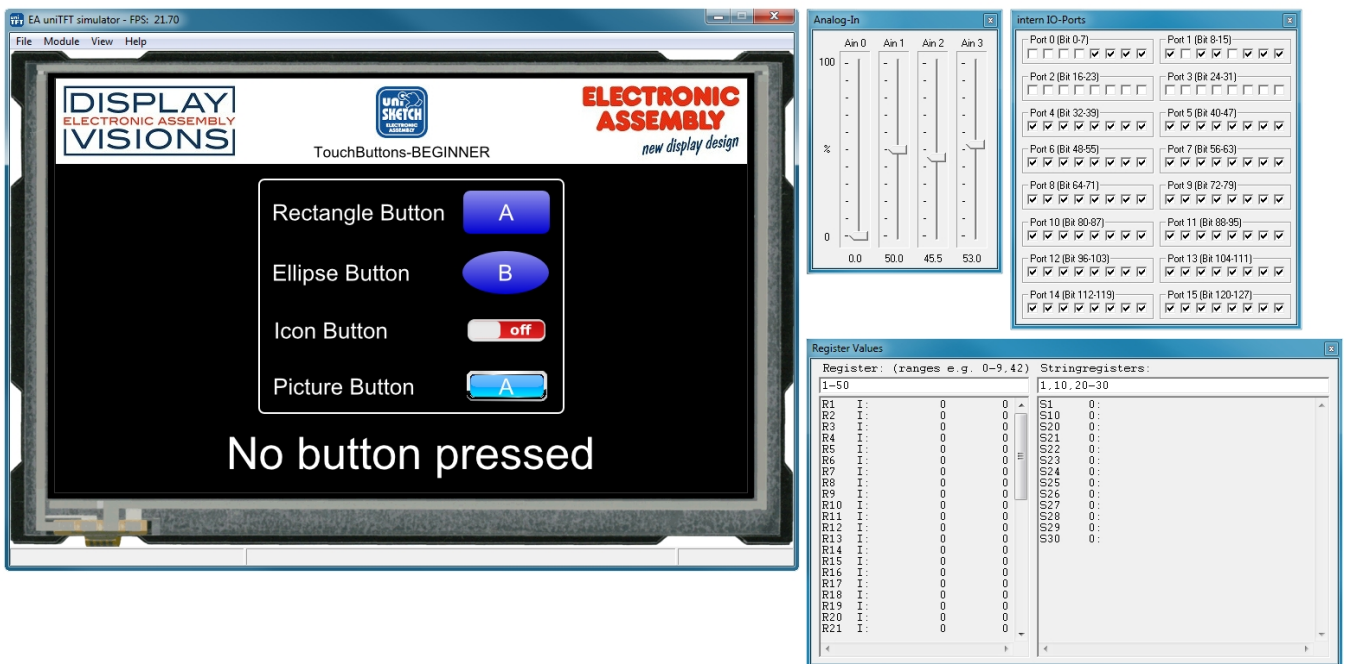 EA uniTFT simulator - FPS: 21.70
File Module View Help
DISPLAY
ELECTRONIC ASSEMBLY
VISIONS
uni
SKETCH
ELECTRONIC
ASSEMBLY
TouchButtons-BEGINNER
ELECTRONIC
ASSEMBLY
new display design
Rectangle Button A
Ellipse Button B
Icon Button off
Picture Button A
No button pressed
Analog-In
Ain 0 Ain 1 Ain 2 Ain 3
100
%
0
0.0 50.0 45.5 53.0
intern IO-Ports
Port 0 (Bit 0-7) Port 1 (Bit 8-15)
Port 2 (Bit 16-23) Port 3 (Bit 24-31)
Port 4 (Bit 32-39) Port 5 (Bit 40-47)
Port 6 (Bit 48-55) Port 7 (Bit 56-63)
Port 8 (Bit 64-71) Port 9 (Bit 72-79)
Port 10 (Bit 80-87) Port 11 (Bit 88-95)
Port 12 (Bit 96-103) Port 13 (Bit 104-111)
Port 14 (Bit 112-119) Port 15 (Bit 120-127)
Register Values
Register: (ranges e.g. 0-9,42) Stringregisters:
1-50 1,10,20-30
R1 I: 0 0 S1 0:
R2 I: 0 0 S10 0:
R3 I: 0 0 S20 0:
R4 I: 0 0 S21 0:
R5 I: 0 0 S22 0:
R6 I: 0 0 S23 0:
R7 I: 0 0 S24 0:
R8 I: 0 0 S25 0:
R9 I: 0 0 S26 0:
R10 I: 0 0 S27 0:
R11 I: 0 0 S28 0:
R12 I: 0 0 S29 0:
R13 I: 0 0 S30 0:
R14 I: 0 0
R15 I: 0 0
R16 I: 0 0
R17 I: 0 0
R18 I: 0 0
R19 I: 0 0
R20 I: 0 0
R21 I: 0 0